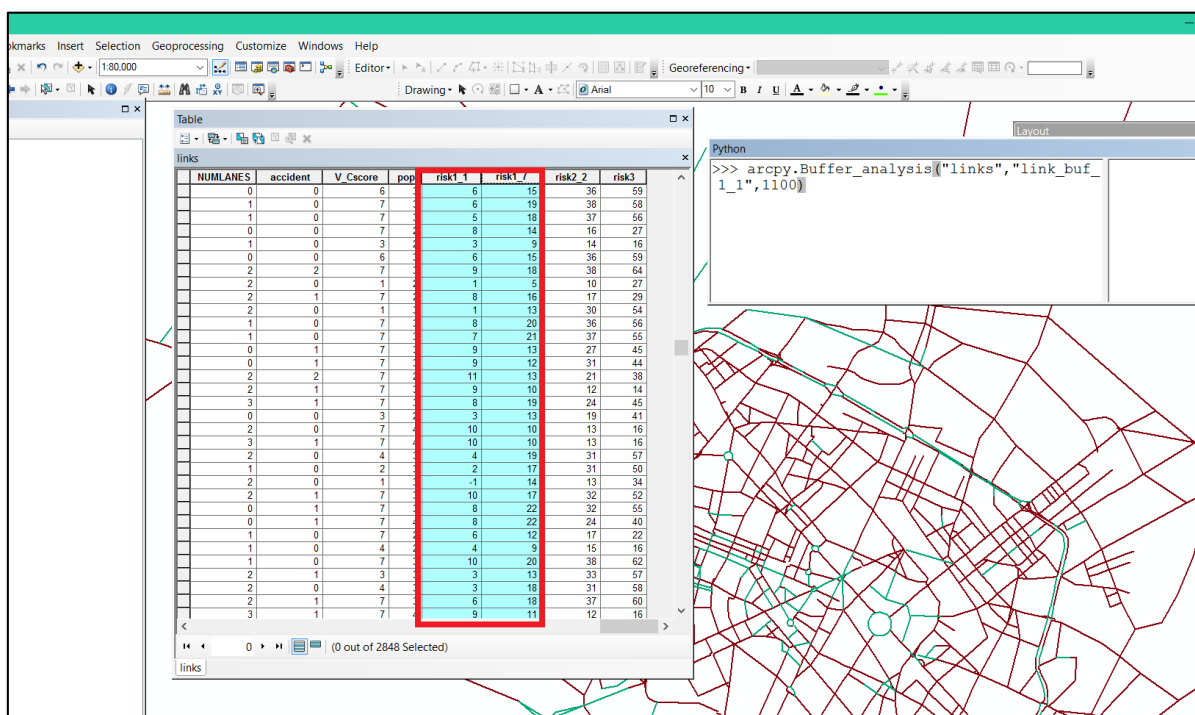 okmarks Insert Selection Geoprocessing Customize Windows Help
1:80,000 Editor Georeferencing
Drawing A Arial 10 B I U A
Table
Layout
links
Python
>>> arcpy.Buffer_analysis("links","link_buf_
1_1",1100)
NUMLANES accident V_Cscore pop risk1_1 risk1_7 risk2_2 risk3
0 0 6 6 15 36 59
1 0 7 6 19 38 58
1 0 7 5 18 37 56
0 0 7 8 14 16 27
1 0 3 3 9 14 16
0 0 6 6 15 36 59
2 2 7 9 18 38 64
2 0 1 1 5 10 27
2 1 7 8 16 17 29
2 0 1 1 13 30 54
1 0 7 8 20 36 56
1 0 7 7 21 37 55
0 1 7 9 13 27 45
0 1 7 9 12 31 44
2 2 7 11 13 21 38
2 1 7 9 10 12 14
3 1 7 8 19 24 45
0 0 3 3 13 19 41
2 0 7 10 10 13 16
3 1 7 10 10 13 16
2 0 4 4 19 31 57
1 0 2 2 17 31 50
2 0 1 -1 14 13 34
2 1 7 10 17 32 52
0 1 7 8 22 32 55
0 1 7 8 22 24 40
1 0 7 6 12 17 22
1 0 4 4 9 15 16
1 0 7 10 20 38 62
2 1 3 3 13 33 57
2 0 4 3 18 31 58
2 1 7 6 18 37 60
3 1 7 9 11 12 16
0 (0 out of 2848 Selected)
links